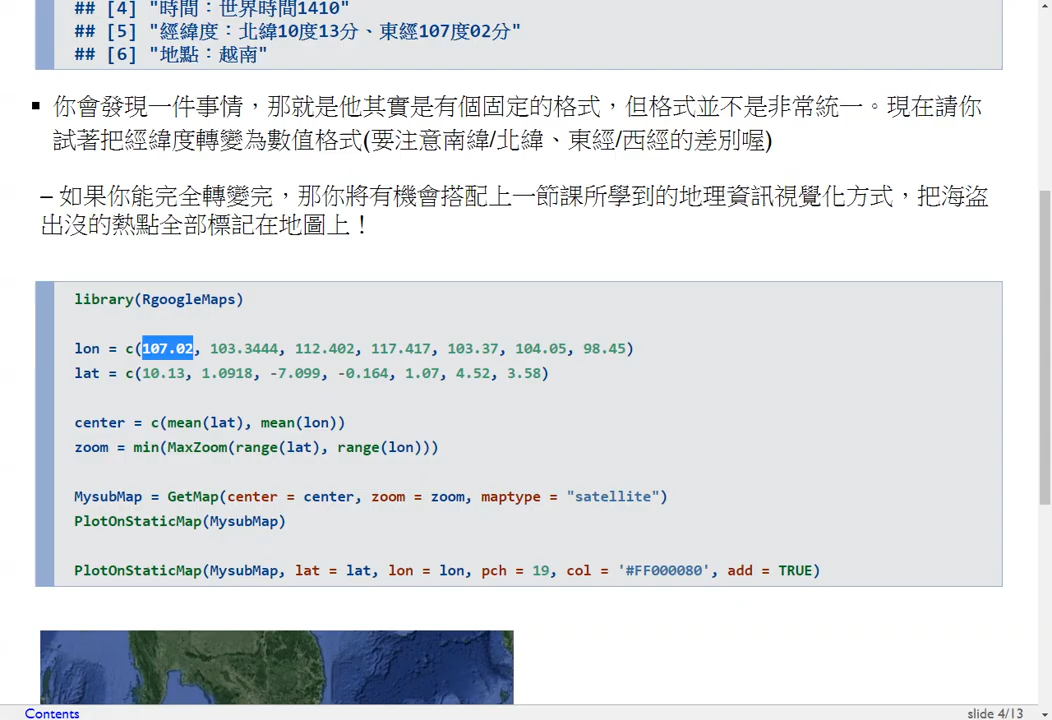 ## [4] "時間：世界時間1410"
## [5] "經緯度：北緯10度13分、東經107度02分"
## [6] "地點：越南"
▪ 你會發現一件事情，那就是他其實是有個固定的格式，但格式並不是非常統一。現在請你
試著把經緯度轉變為數值格式(要注意南緯/北緯、東經/西經的差別喔)
– 如果你能完全轉變完，那你將有機會搭配上一節課所學到的地理資訊視覺化方式，把海盜
出沒的熱點全部標記在地圖上！
library(RgoogleMaps)
lon = c(107.02, 103.3444, 112.402, 117.417, 103.37, 104.05, 98.45)
lat = c(10.13, 1.0918, -7.099, -0.164, 1.07, 4.52, 3.58)
center = c(mean(lat), mean(lon))
zoom = min(MaxZoom(range(lat), range(lon)))
MysubMap = GetMap(center = center, zoom = zoom, maptype = "satellite")
PlotOnStaticMap(MysubMap)
PlotOnStaticMap(MysubMap, lat = lat, lon = lon, pch = 19, col = '#FF000080', add = TRUE)
Contents
slide 4/13